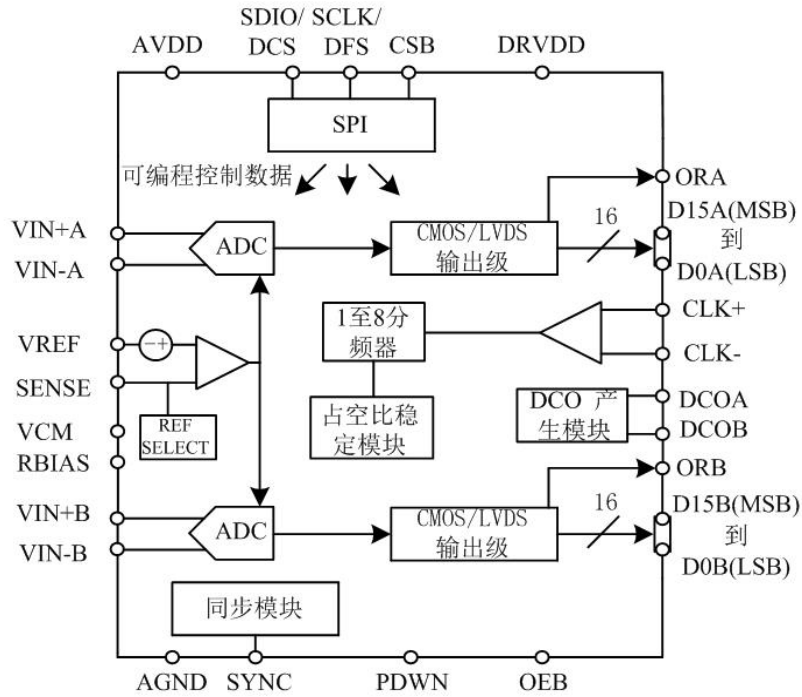 SDIO/ SCLK/
AVDD DCS DFS CSB DRVDD
SPI
可编程控制数据
ORA
VIN+A
ADC
CMOS/LVDS
输出级
16
D15A(MSB)
到
D0A(LSB)
VIN-A
CLK+
1至8分
频器
VREF
-+
CLK-
SENSE
REF
SELECT
占空比稳
定模块
DCO 产
生模块
DCOA
DCOB
VCM
RBIAS
ORB
VIN+B
ADC
CMOS/LVDS
输出级
16
D15B(MSB)
到
D0B(LSB)
VIN-B
同步模块
AGND SYNC PDWN OEB